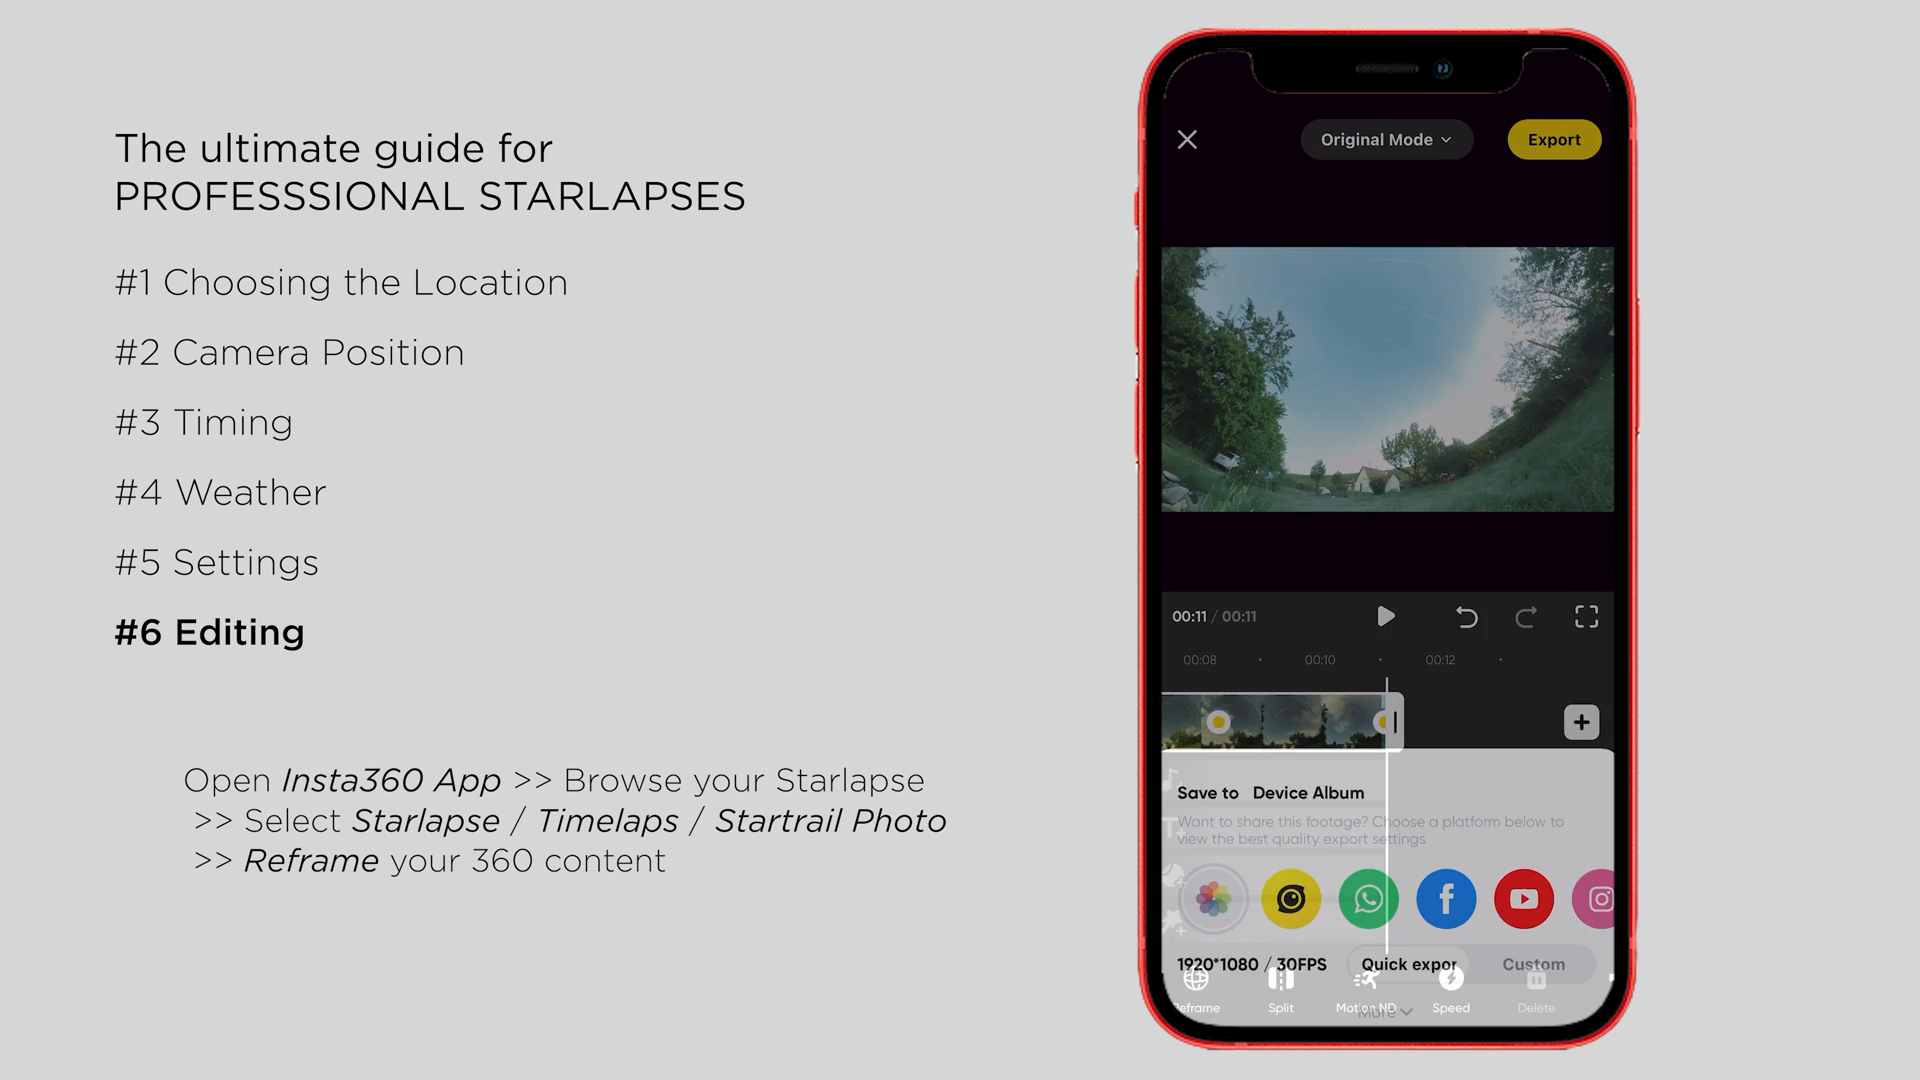 The ultimate guide for
PROFESSSIONAL STARLAPSES
#1 Choosing the Location
#2 Camera Position
#3 Timing
#4 Weather
#5 Settings
#6 Editing
Open Insta360 App >> Browse your Starlapse
>> Select Starlapse / Timelaps / Startrail Photo
>> Reframe your 360 content
Original Mode
Export
00:11 / 00:11
00:08 00:10 00:12
Save to Device Album
Want to share this footage? Choose a platform below to
view the best quality export settings
1920*1080 / 30FPS Quick expor Custom
eframe Split Motion ND Speed Delete
More